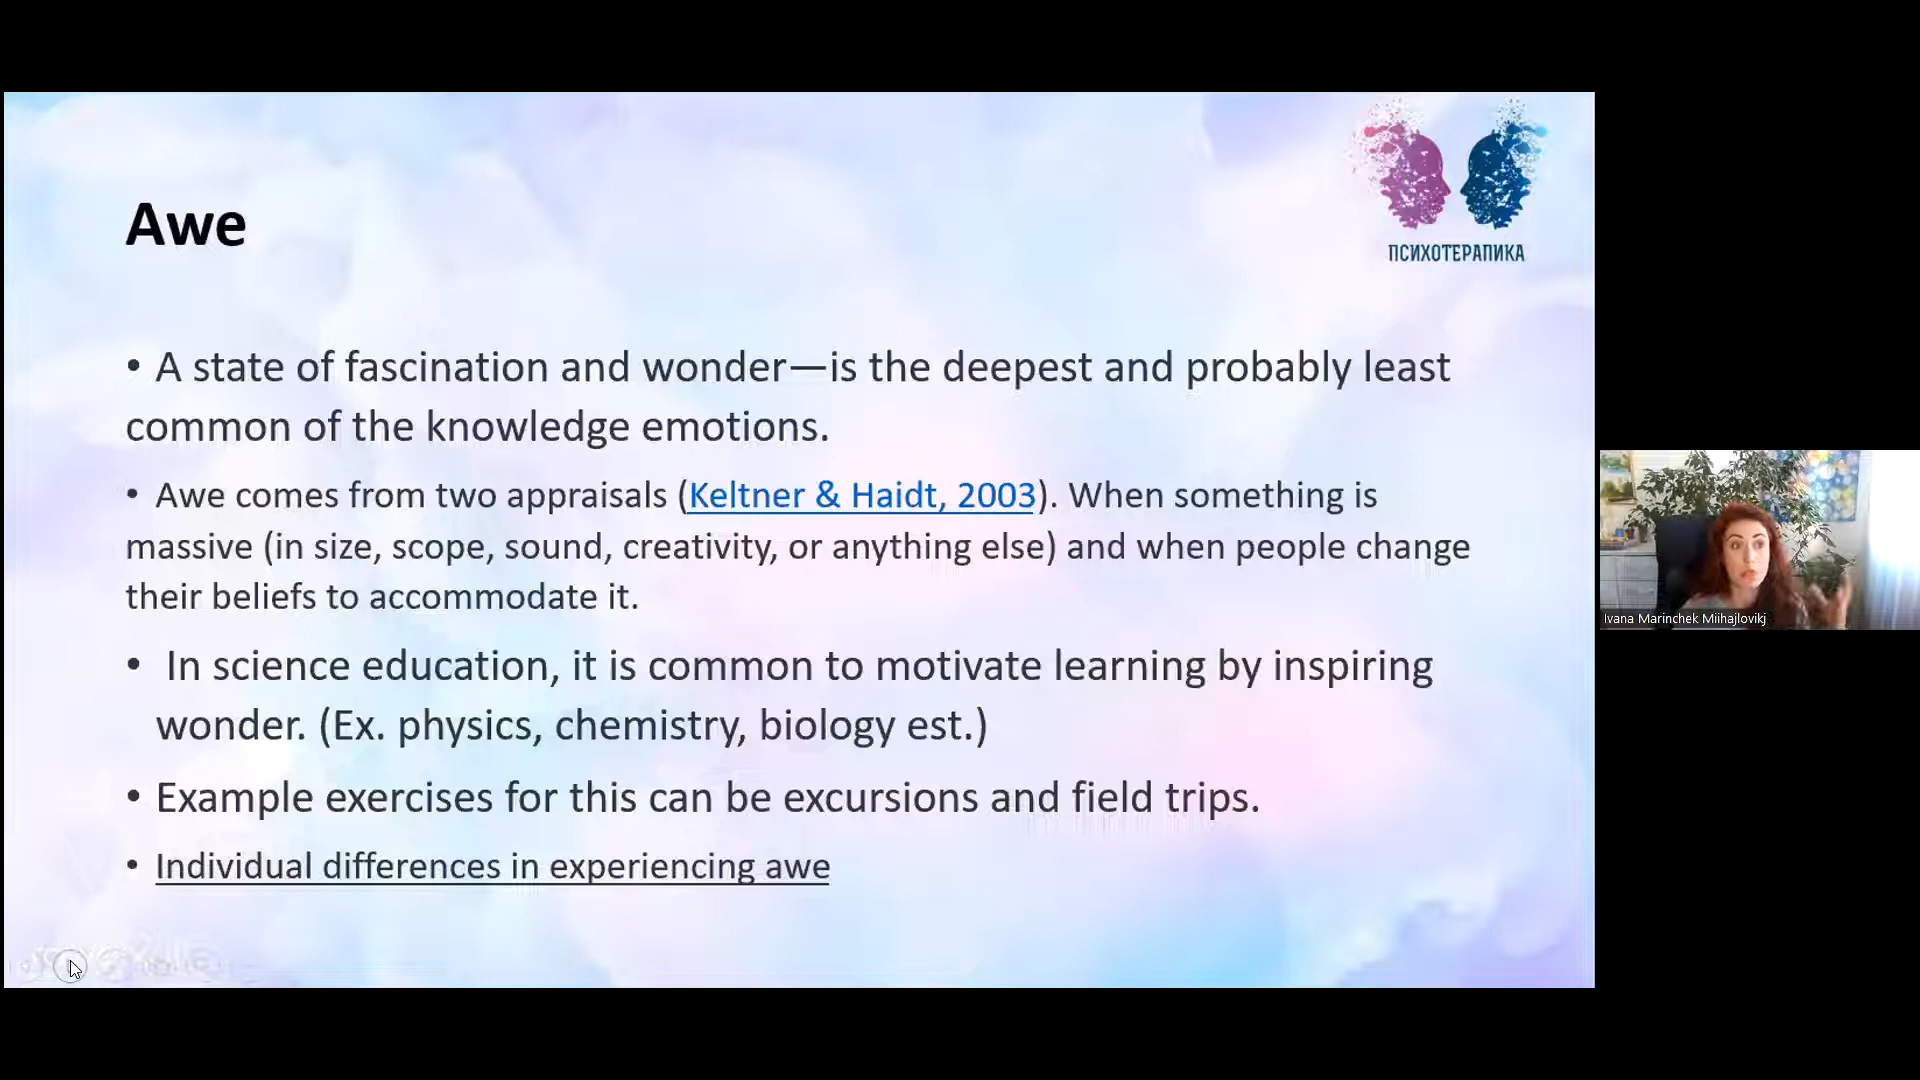 ПСИХОТЕРАПИКА
Awe
• A state of fascination and wonder—is the deepest and probably least
common of the knowledge emotions.
• Awe comes from two appraisals (Keltner & Haidt, 2003). When something is
massive (in size, scope, sound, creativity, or anything else) and when people change
their beliefs to accommodate it.
• In science education, it is common to motivate learning by inspiring
wonder. (Ex. physics, chemistry, biology est.)
• Example exercises for this can be excursions and field trips.
• Individual differences in experiencing awe
Ivana Marinchek Miihajlovikj